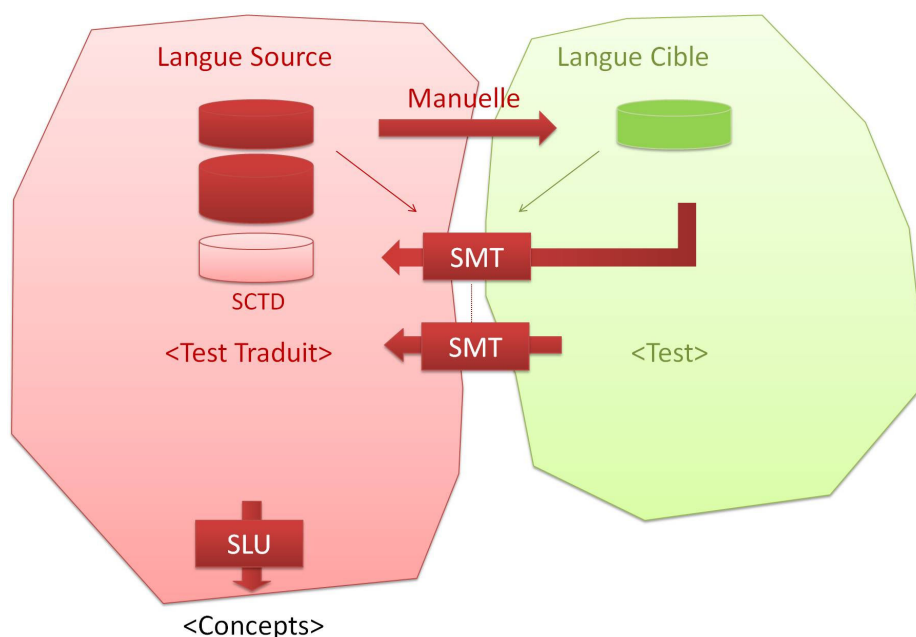 Langue Source
Langue Cible
Manuelle
SMT
SCTD
SMT
<Test Traduit>
<Test>
SLU
<Concepts>